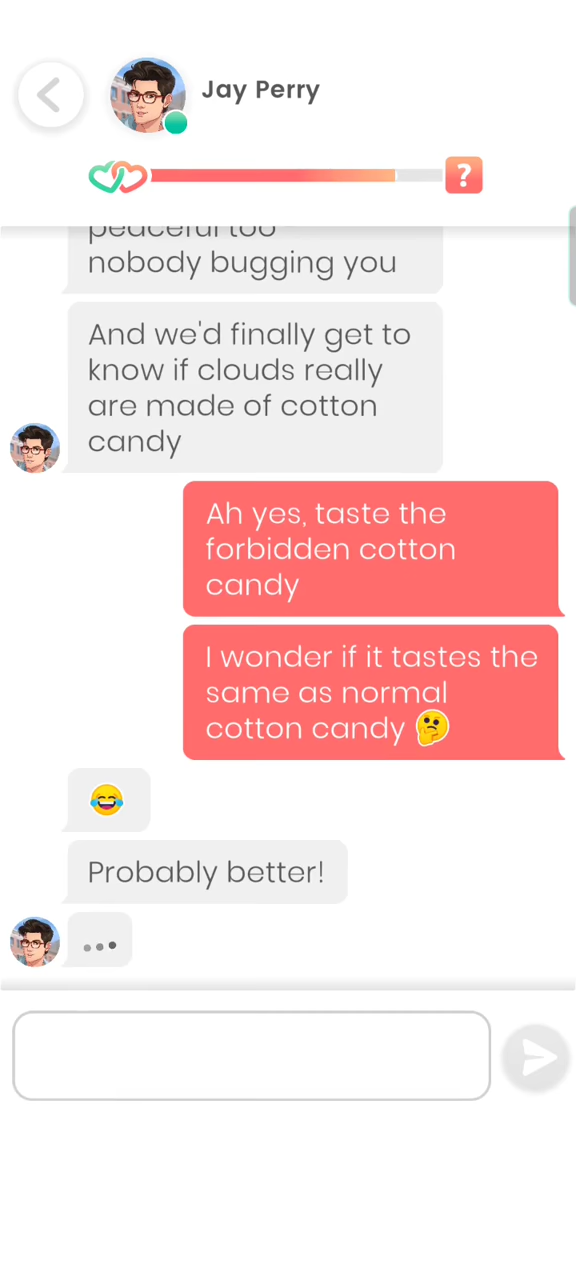 Jay Perry
?
peaceful too
nobody bugging you
And we'd finally get to
know if clouds really
are made of cotton
candy
Ah yes, taste the
forbidden cotton
candy
I wonder if it tastes the
same as normal
cotton candy 🤔
😂
Probably better!
...